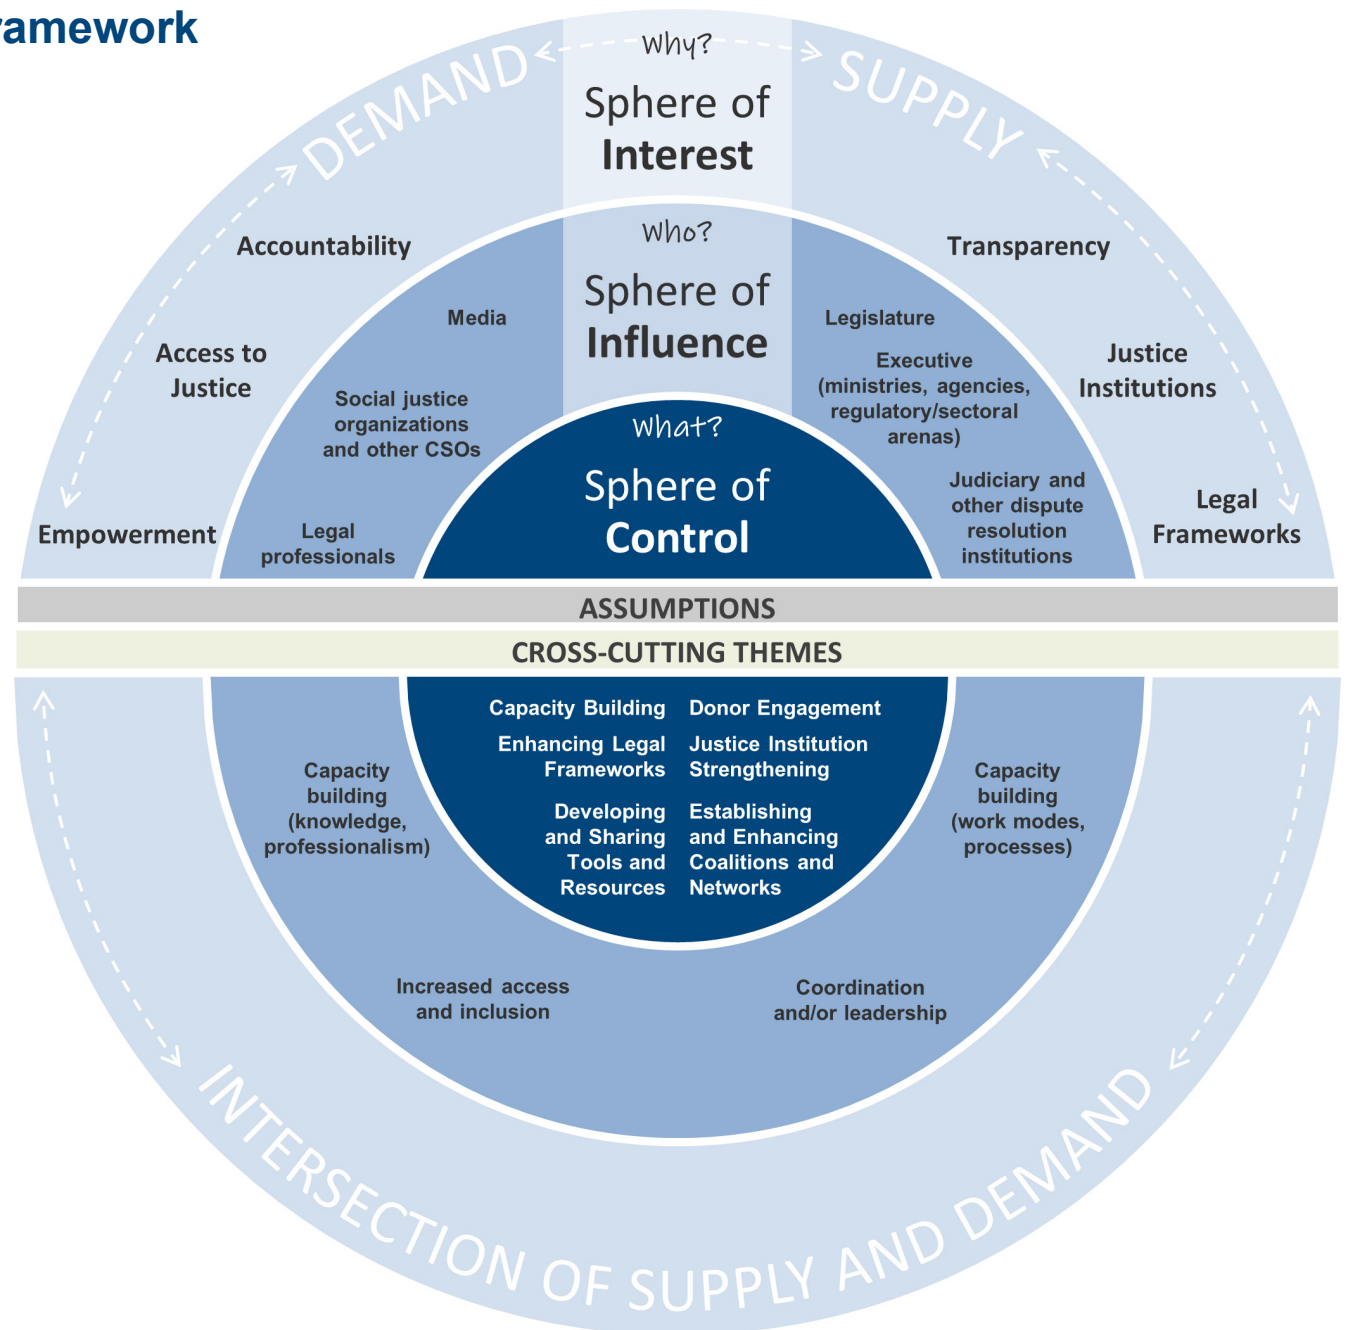 ramework
Why?
DEMAND
SUPPLY
Sphere of
Interest
Accountability
Transparency
Access to
Justice
Justice
Institutions
Empowerment
Legal
Frameworks
Who?
Sphere of
Influence
Media
Social justice
organizations
and other CSOs
Legal
professionals
Legislature
Executive
(ministries, agencies,
regulatory/sectoral
arenas)
Judiciary and
other dispute
resolution
institutions
What?
Sphere of
Control
ASSUMPTIONS
CROSS-CUTTING THEMES
Capacity Building
Enhancing Legal
Frameworks
Developing
and Sharing
Tools and
Resources
Donor Engagement
Justice Institution
Strengthening
Establishing
and Enhancing
Coalitions and
Networks
Capacity
building
(knowledge,
professionalism)
Capacity
building
(work modes,
processes)
Increased access
and inclusion
Coordination
and/or leadership
INTERSECTION OF SUPPLY AND DEMAND